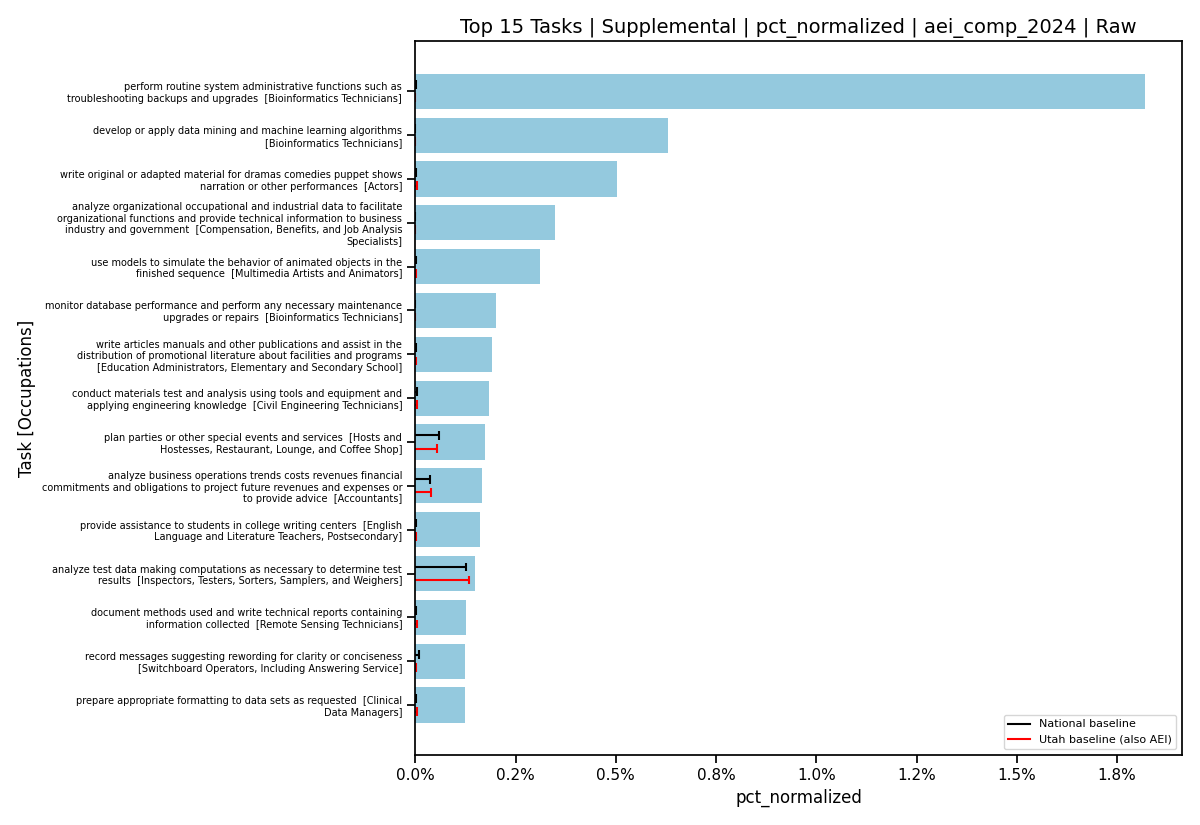 Top 15 Tasks | Supplemental | pct_normalized | aei_comp_2024 | Raw
Task [Occupations]
perform routine system administrative functions such as
troubleshooting backups and upgrades  [Bioinformatics Technicians]
develop or apply data mining and machine learning algorithms
[Bioinformatics Technicians]
write original or adapted material for dramas comedies puppet shows
narration or other performances  [Actors]
analyze organizational occupational and industrial data to facilitate
organizational functions and provide technical information to business
industry and government  [Compensation, Benefits, and Job Analysis
Specialists]
use models to simulate the behavior of animated objects in the
finished sequence  [Multimedia Artists and Animators]
monitor database performance and perform any necessary maintenance
upgrades or repairs  [Bioinformatics Technicians]
write articles manuals and other publications and assist in the
distribution of promotional literature about facilities and programs
[Education Administrators, Elementary and Secondary School]
conduct materials test and analysis using tools and equipment and
applying engineering knowledge  [Civil Engineering Technicians]
plan parties or other special events and services  [Hosts and
Hostesses, Restaurant, Lounge, and Coffee Shop]
analyze business operations trends costs revenues financial
commitments and obligations to project future revenues and expenses or
to provide advice  [Accountants]
provide assistance to students in college writing centers  [English
Language and Literature Teachers, Postsecondary]
analyze test data making computations as necessary to determine test
results  [Inspectors, Testers, Sorters, Samplers, and Weighers]
document methods used and write technical reports containing
information collected  [Remote Sensing Technicians]
record messages suggesting rewording for clarity or conciseness
[Switchboard Operators, Including Answering Service]
prepare appropriate formatting to data sets as requested  [Clinical
Data Managers]
National baseline
Utah baseline (also AEI)
0.0% 0.2% 0.5% 0.8% 1.0% 1.2% 1.5% 1.8%
pct_normalized